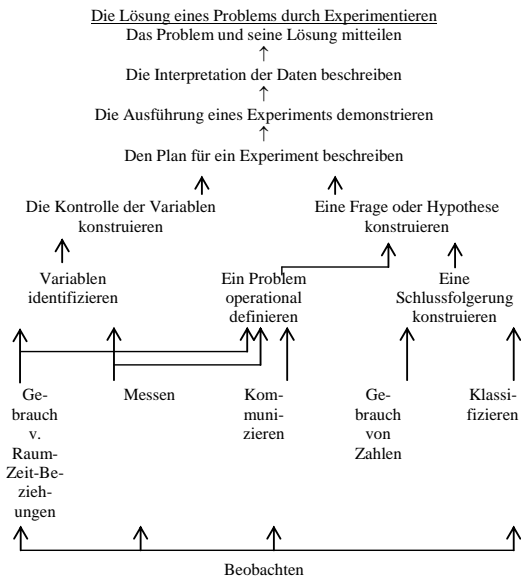 Die Lösung eines Problems durch Experimentieren
Das Problem und seine Lösung mitteilen
Die Interpretation der Daten beschreiben
Die Ausführung eines Experiments demonstrieren
Den Plan für ein Experiment beschreiben
Die Kontrolle der Variablen
konstruieren
Eine Frage oder Hypothese
konstruieren
Variablen
identifizieren
Ein Problem
operational
definieren
Eine
Schlussfolgerung
konstruieren
Ge-
brauch
v.
Raum-
Zeit-Be-
zieh-
ungen
Messen
Kom-
muni-
zieren
Ge-
brauch
von
Zahlen
Klassi-
fizieren
Beobachten